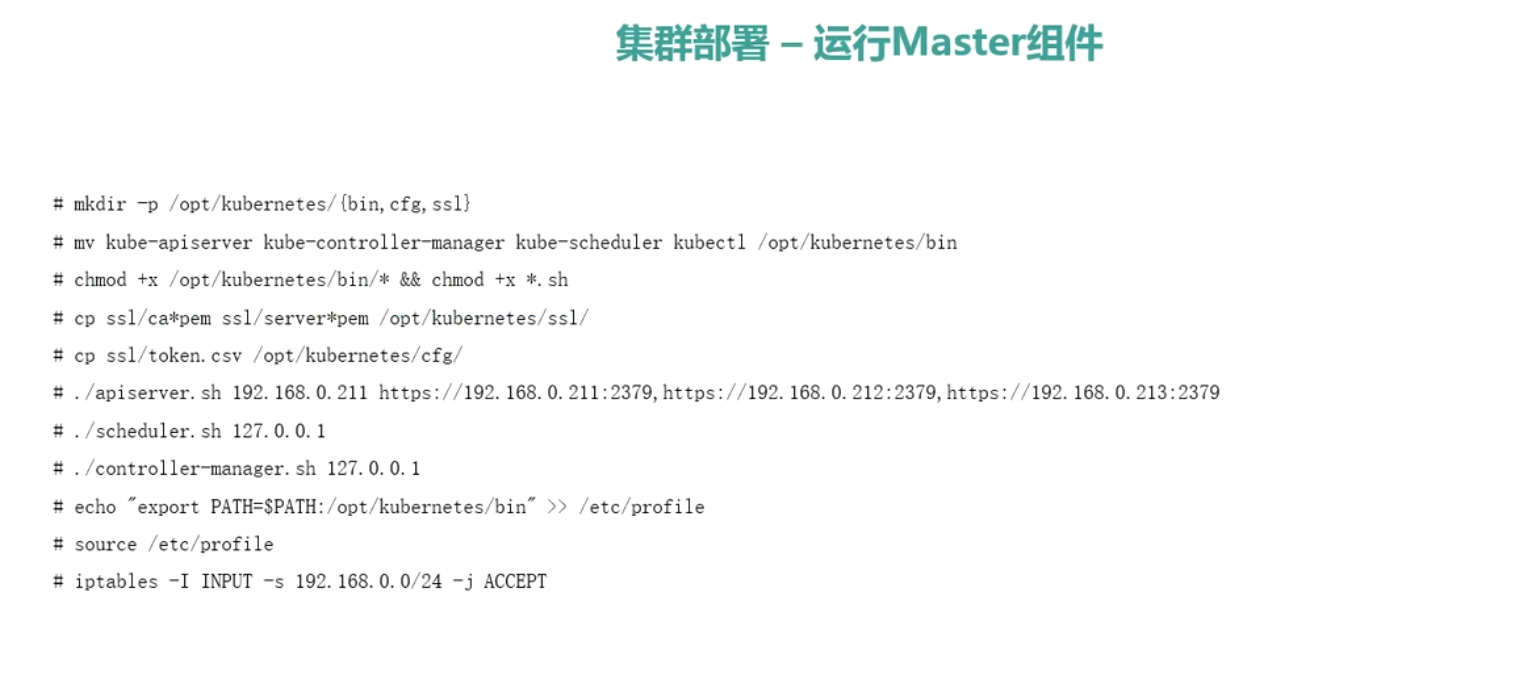 集群部署 – 运行Master组件
# mkdir -p /opt/kubernetes/{bin,cfg,ssl}
# mv kube-apiserver kube-controller-manager kube-scheduler kubectl /opt/kubernetes/bin
# chmod +x /opt/kubernetes/bin/* && chmod +x *.sh
# cp ssl/ca*pem ssl/server*pem /opt/kubernetes/ssl/
# cp ssl/token.csv /opt/kubernetes/cfg/
# ./apiserver.sh 192.168.0.211 https://192.168.0.211:2379,https://192.168.0.212:2379,https://192.168.0.213:2379
# ./scheduler.sh 127.0.0.1
# ./controller-manager.sh 127.0.0.1
# echo "export PATH=$PATH:/opt/kubernetes/bin" >> /etc/profile
# source /etc/profile
# iptables -I INPUT -s 192.168.0.0/24 -j ACCEPT